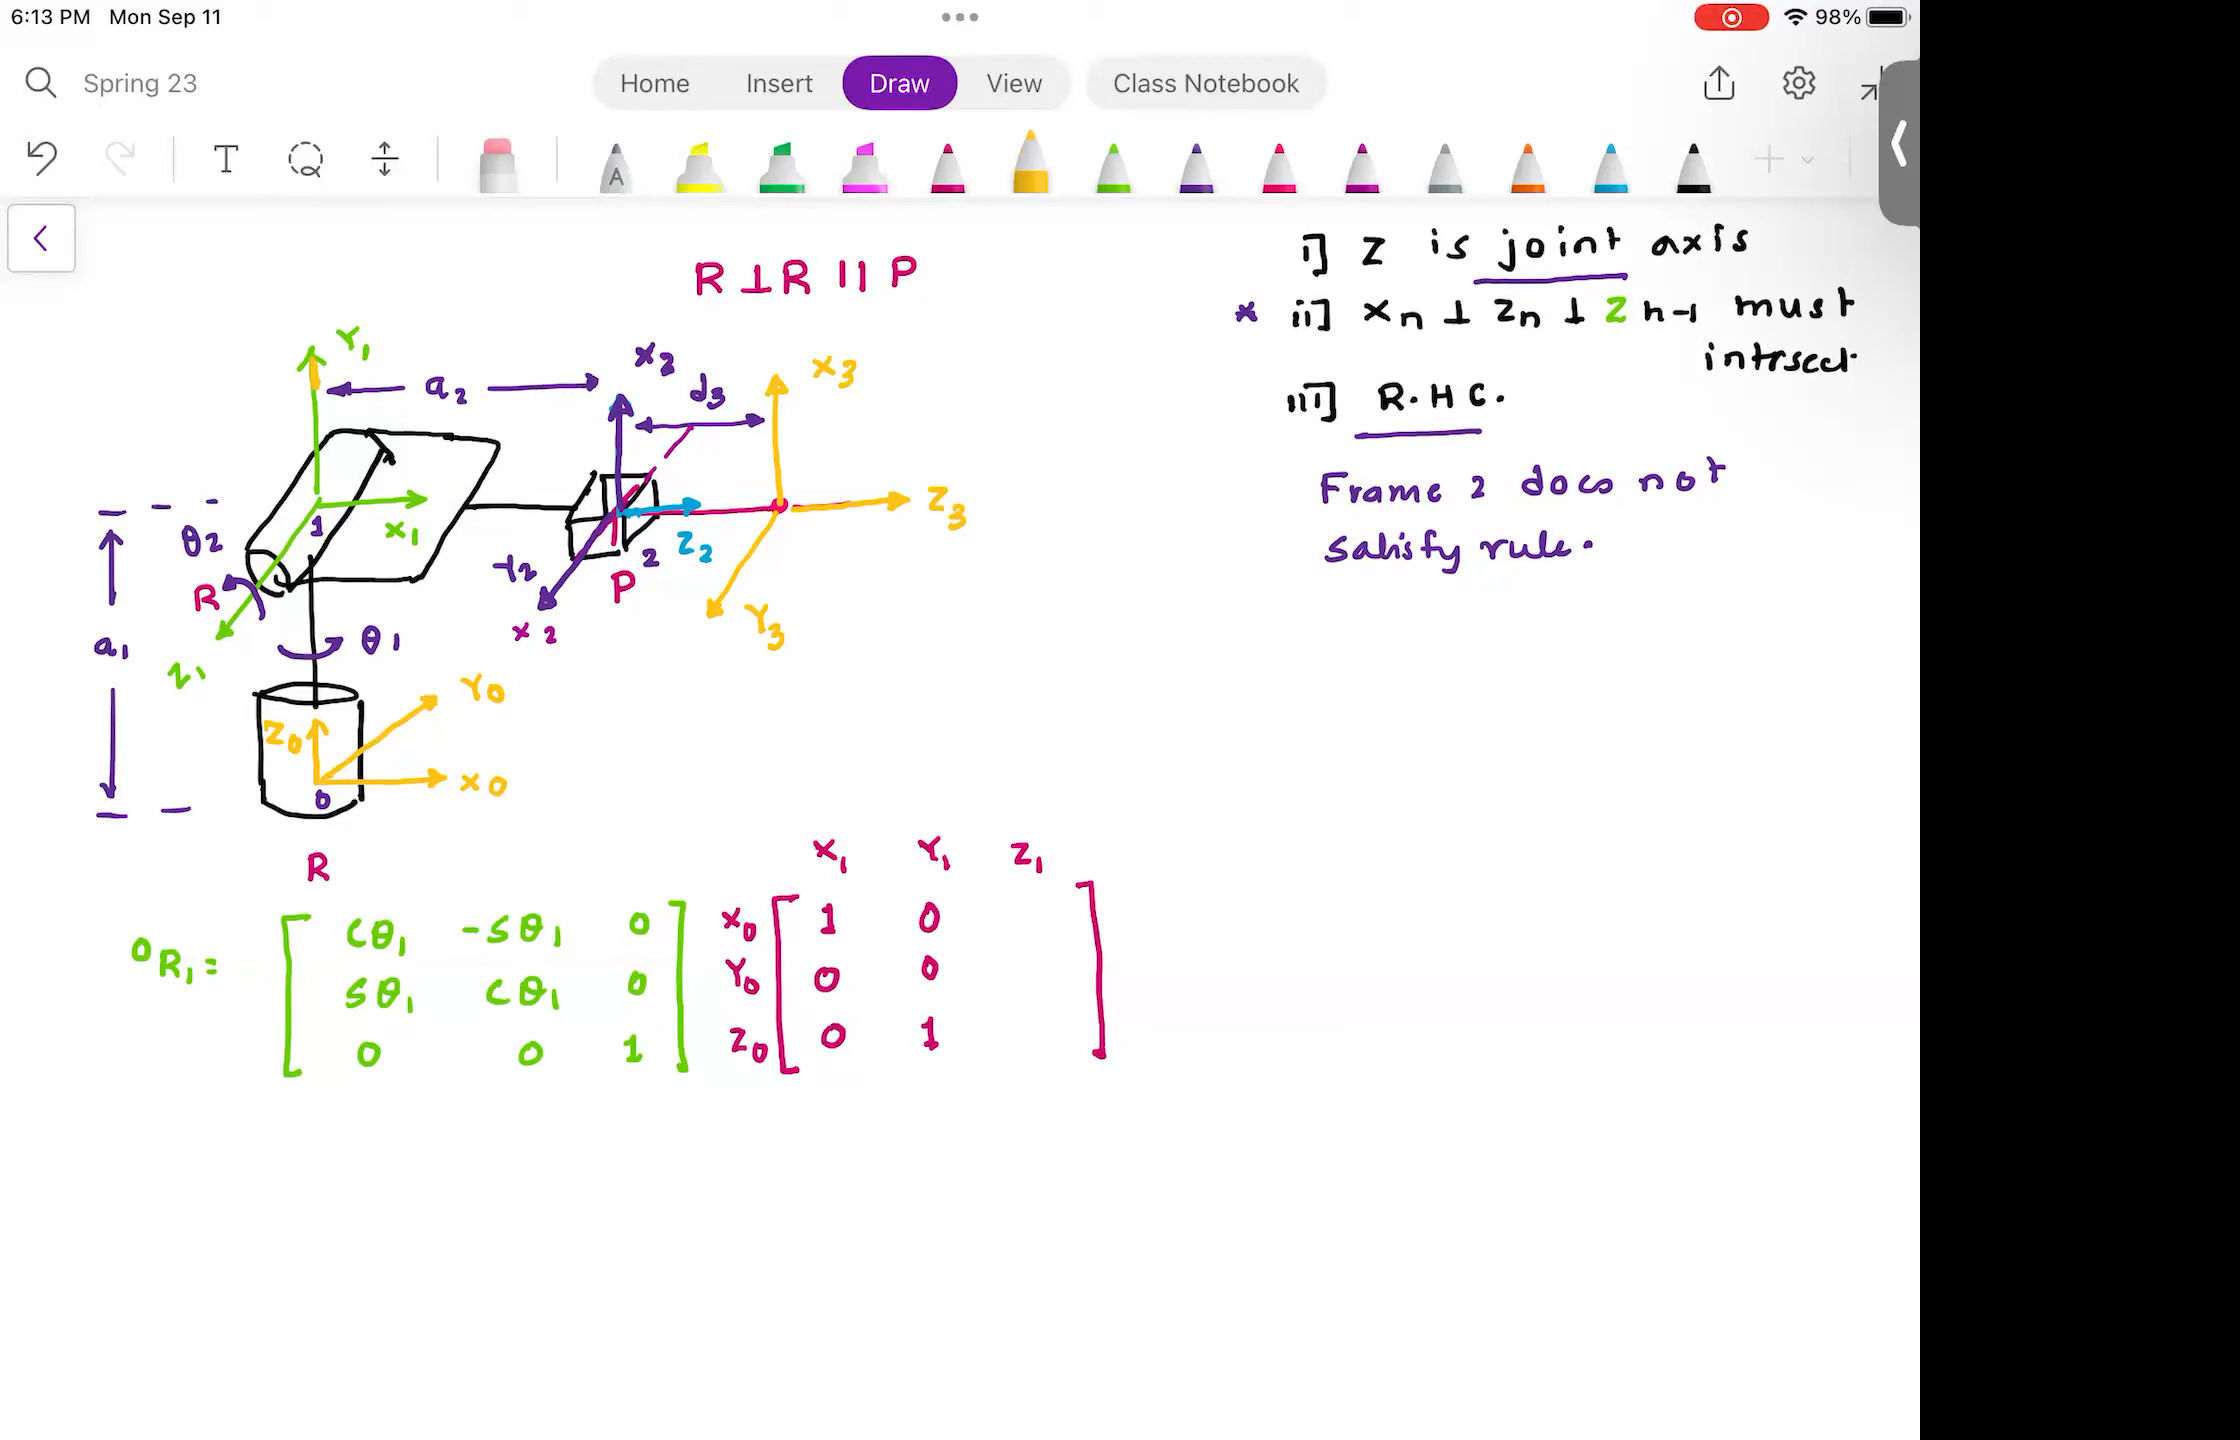 6:13 PM Mon Sep 11
98%
Spring 23
Home Insert Draw View Class Notebook
T
A
R ⊥ R || P
i] Z is joint axis
* ii] Xn ⊥ Zn ⊥ Zn-1 must
intrsect.
iii] R.H C.
Frame 2 does not
satisfy rule.
Y1
a2
X2
d3
X3
θ2
1
X1
Z3
R
Y2
P
2
Z2
X2
Y3
a1
θ1
Z1
Z0
Y0
0
X0
R
X1 Y1 Z1
0R1 =
Cθ1 -Sθ1 0 X0 1 0
Sθ1 Cθ1 0 Y0 0 0
0 0 1 Z0 0 1